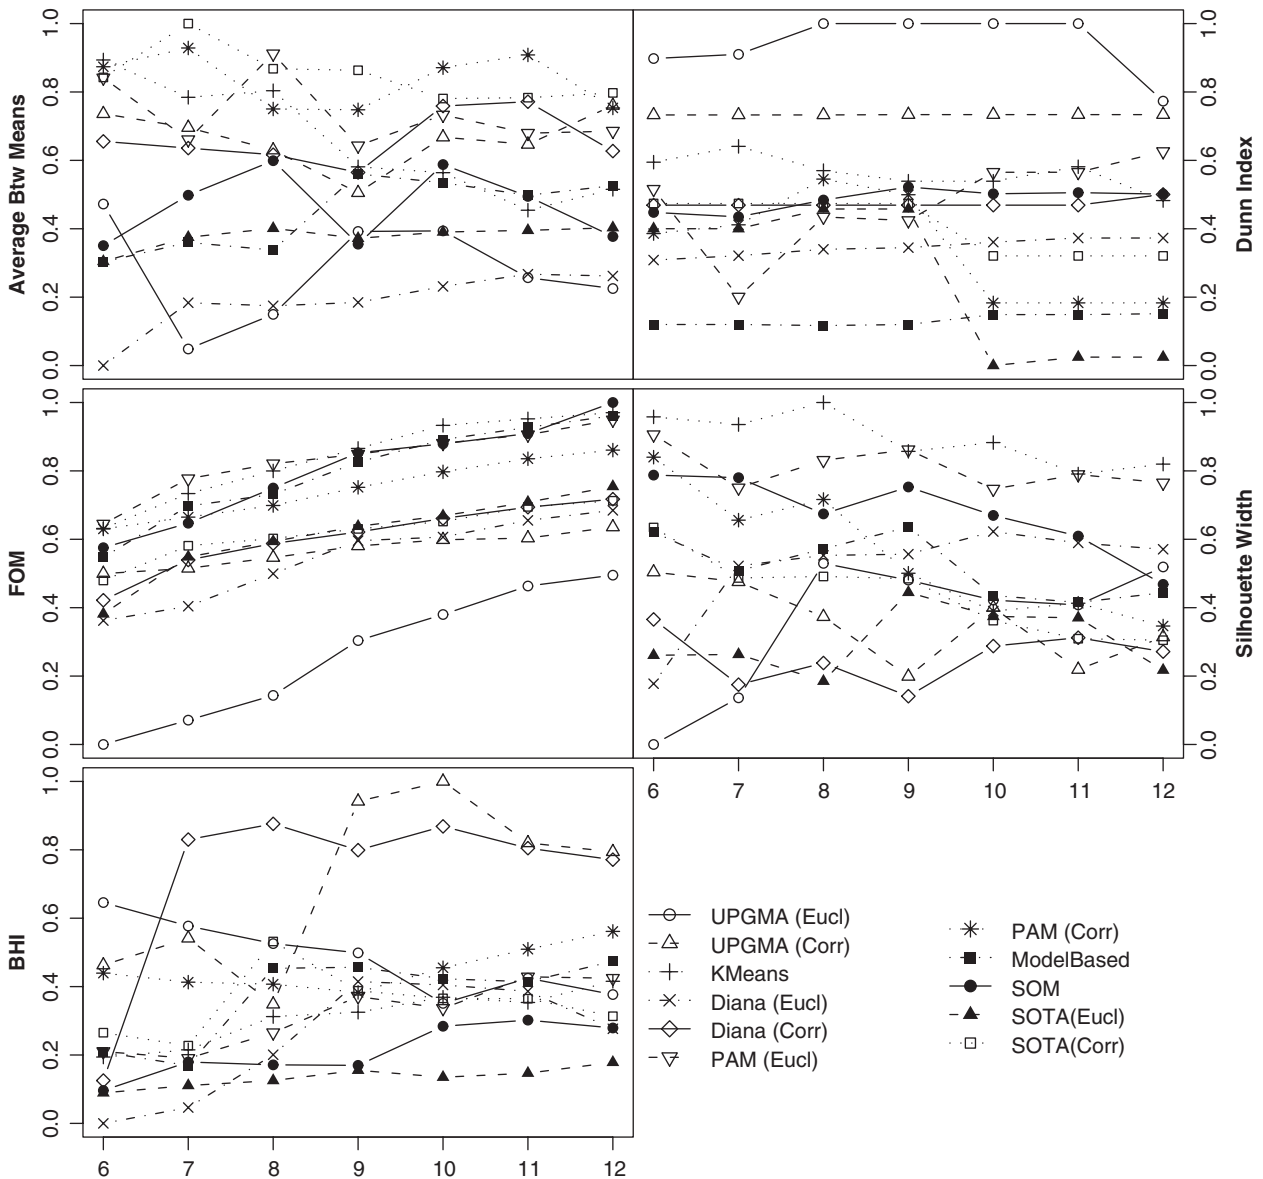 0.0 0.2 0.4 0.6 0.8 1.0
Average Btw Means
0.0 0.2 0.4 0.6 0.8 1.0
Dunn Index
0.0 0.2 0.4 0.6 0.8 1.0
FOM
0.0 0.2 0.4 0.6 0.8 1.0
Silhouette Width
6 7 8 9 10 11 12
0.0 0.2 0.4 0.6 0.8 1.0
BHI
6 7 8 9 10 11 12
UPGMA (Eucl)
UPGMA (Corr)
KMeans
Diana (Eucl)
Diana (Corr)
PAM (Eucl)
PAM (Corr)
ModelBased
SOM
SOTA(Eucl)
SOTA(Corr)